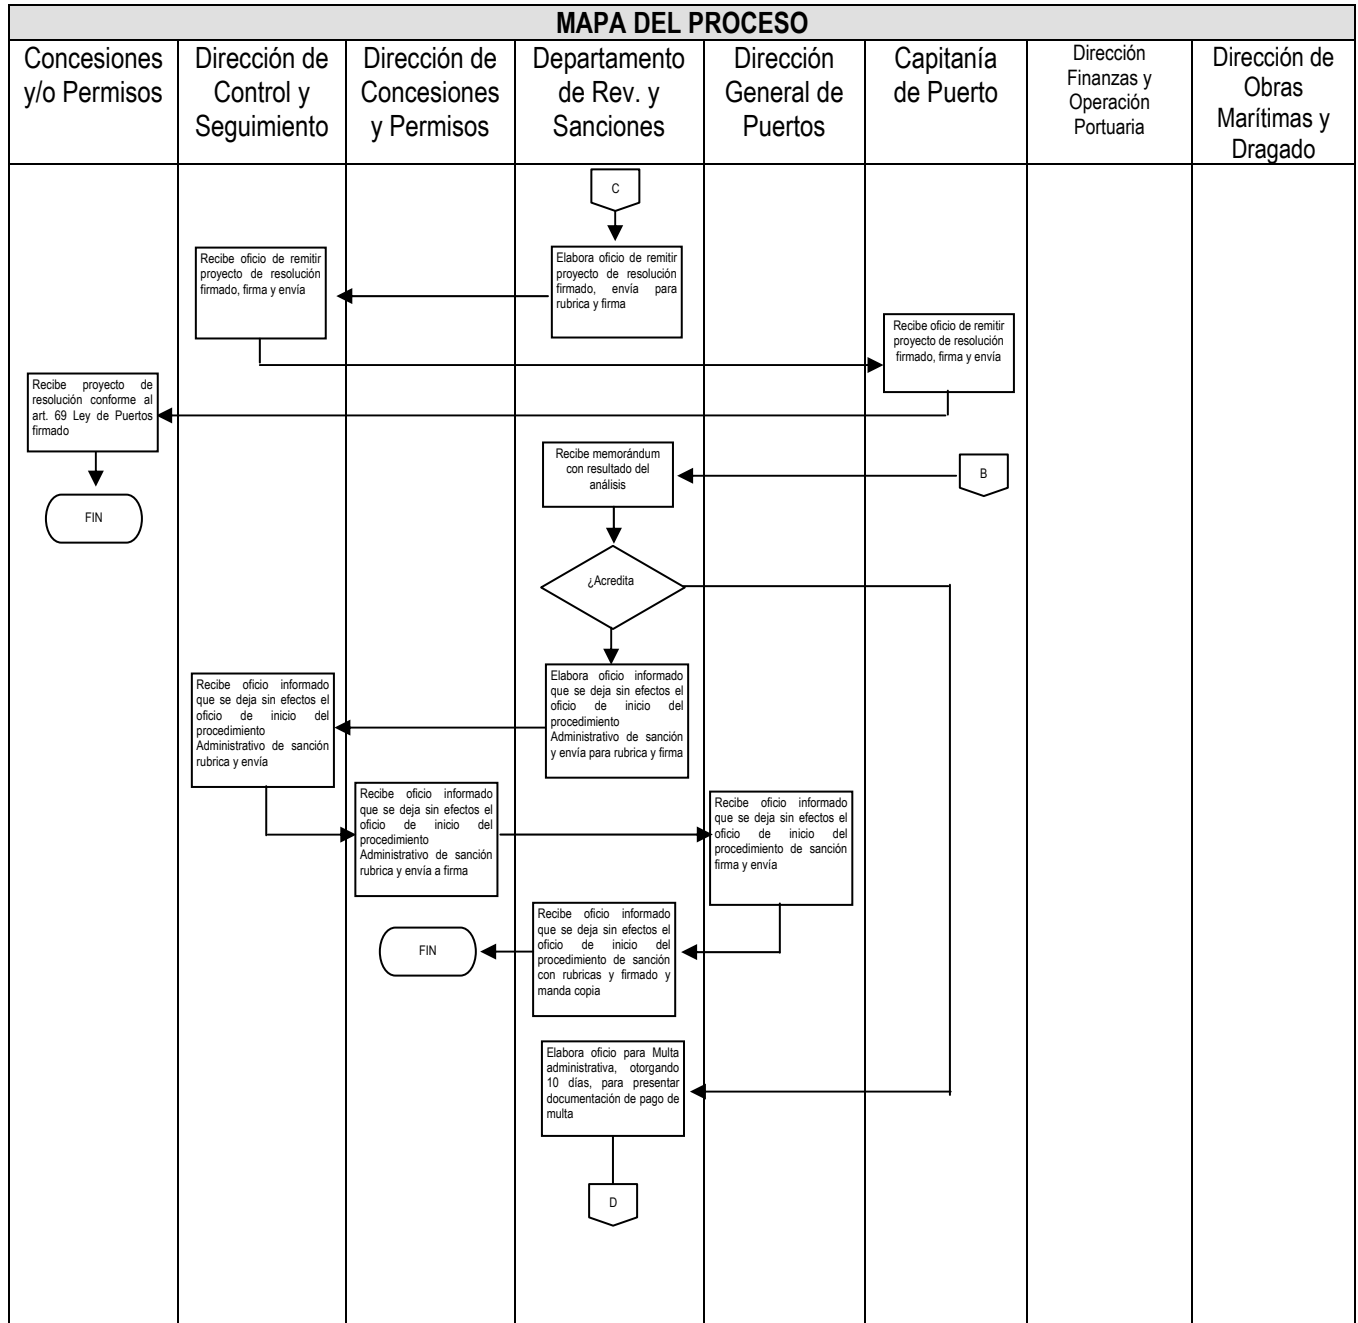 MAPA DEL PROCESO
Concesiones
y/o Permisos
Dirección de
Control y
Seguimiento
Dirección de
Concesiones
y Permisos
Departamento
de Rev. y
Sanciones
Dirección
General de
Puertos
Capitanía
de Puerto
Dirección
Finanzas y
Operación
Portuaria
Dirección de
Obras
Marítimas y
Dragado
C
Recibe oficio de remitir
proyecto de resolución
firmado, firma y envía
Elabora oficio de remitir
proyecto de resolución
firmado, envía para
rubrica y firma
Recibe oficio de remitir
proyecto de resolución
firmado, firma y envía
Recibe proyecto de
resolución conforme al
art. 69 Ley de Puertos
firmado
FIN
Recibe memorándum
con resultado del
análisis
B
¿Acredita
Elabora oficio informado
que se deja sin efectos el
oficio de inicio del
procedimiento
Administrativo de sanción
y envía para rubrica y firma
Recibe oficio informado
que se deja sin efectos el
oficio de inicio del
procedimiento
Administrativo de sanción
rubrica y envía
Recibe oficio informado
que se deja sin efectos el
oficio de inicio del
procedimiento
Administrativo de sanción
rubrica y envía a firma
Recibe oficio informado
que se deja sin efectos el
oficio de inicio del
procedimiento de sanción
firma y envía
Recibe oficio informado
que se deja sin efectos el
oficio de inicio del
procedimiento de sanción
con rubricas y firmado y
manda copia
FIN
Elabora oficio para Multa
administrativa, otorgando
10 días, para presentar
documentación de pago de
multa
D